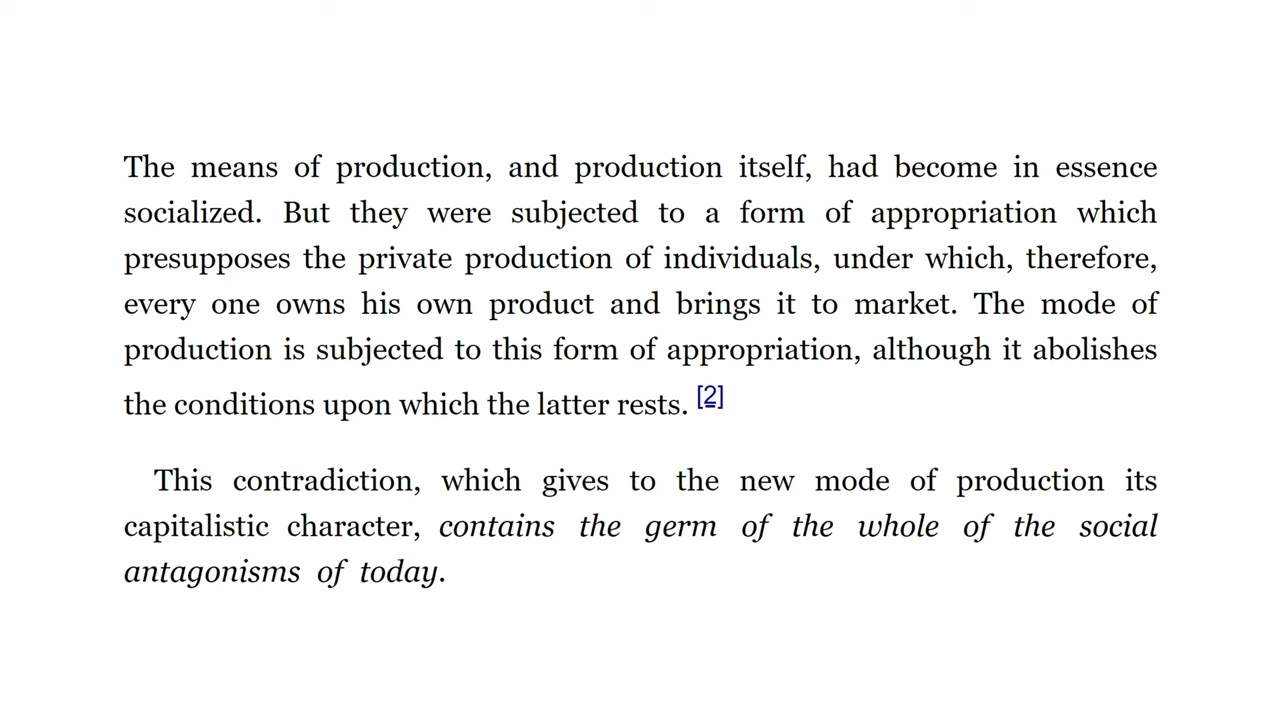 The means of production, and production itself, had become in essence
socialized. But they were subjected to a form of appropriation which
presupposes the private production of individuals, under which, therefore,
every one owns his own product and brings it to market. The mode of
production is subjected to this form of appropriation, although it abolishes
the conditions upon which the latter rests. [2]
This contradiction, which gives to the new mode of production its
capitalistic character, contains the germ of the whole of the social
antagonisms of today.